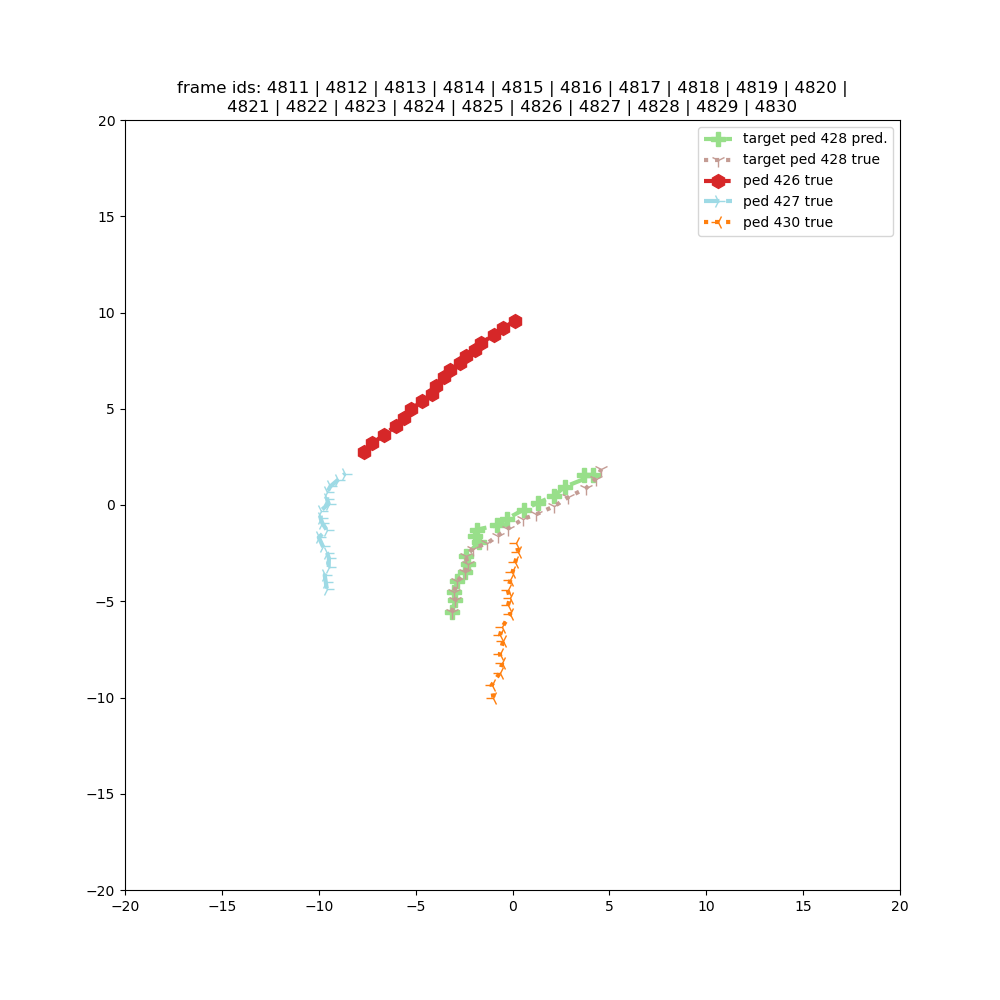 frame ids: 4811 | 4812 | 4813 | 4814 | 4815 | 4816 | 4817 | 4818 | 4819 | 4820 |
4821 | 4822 | 4823 | 4824 | 4825 | 4826 | 4827 | 4828 | 4829 | 4830
target ped 428 pred.
target ped 428 true
ped 426 true
ped 427 true
ped 430 true
20
15
10
5
0
−5
−10
−15
−20
−20 −15 −10 −5 0 5 10 15 20